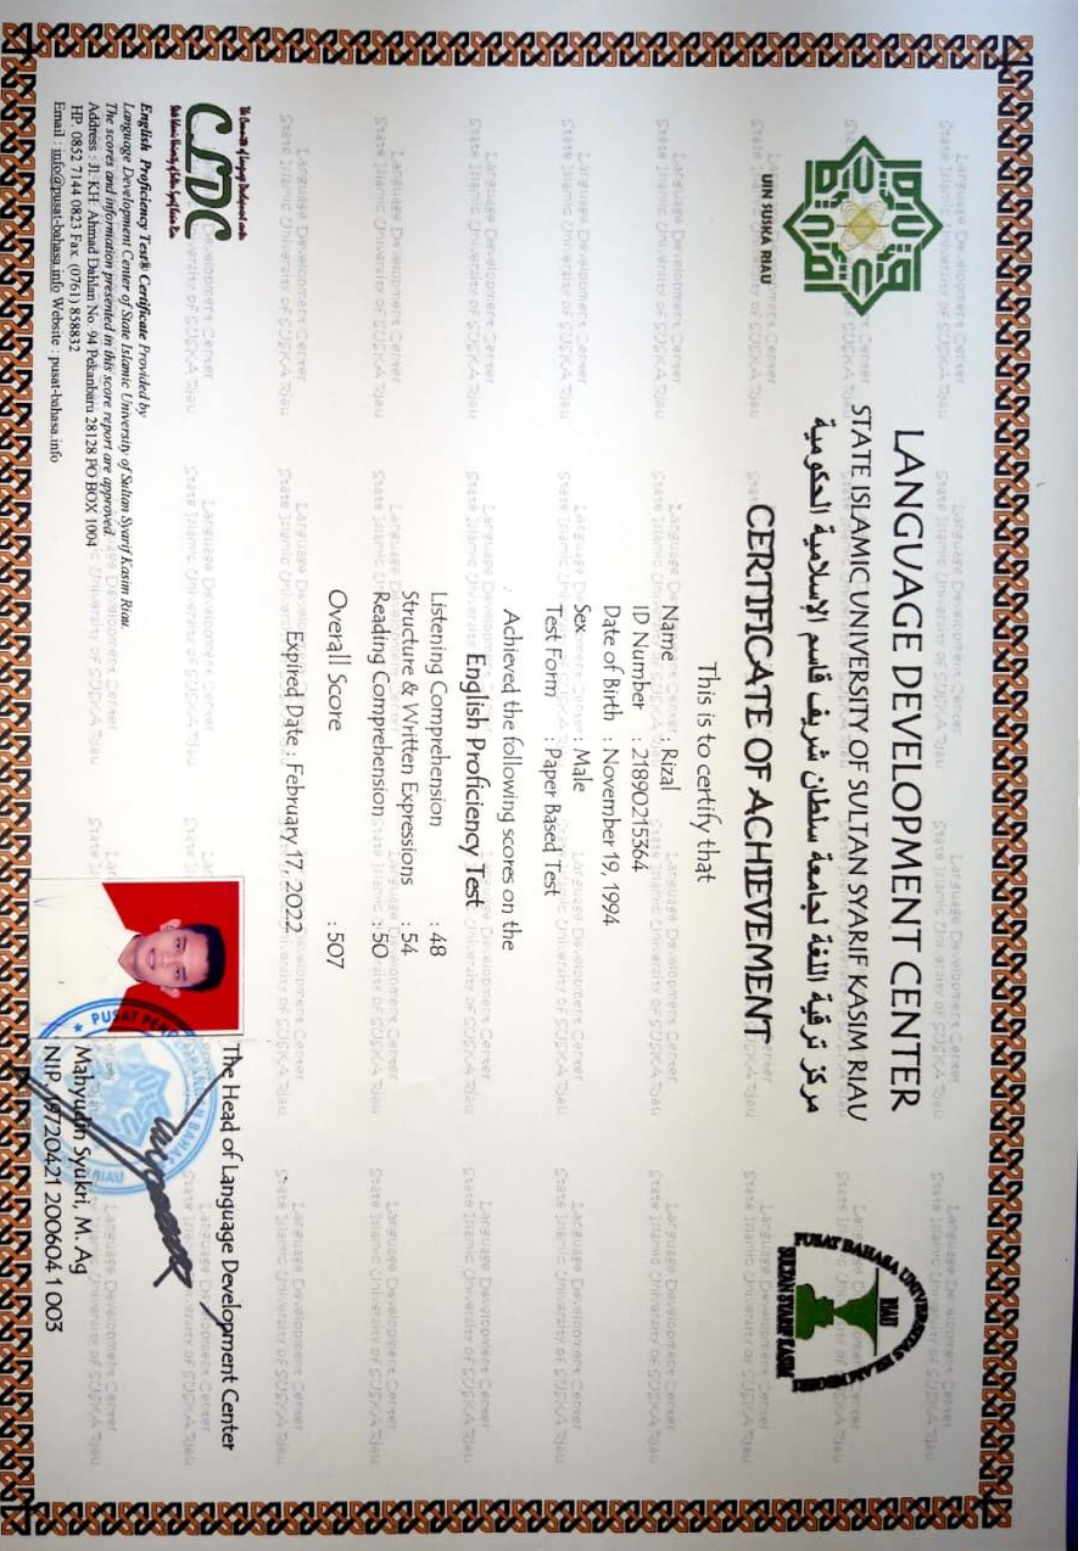 LANGUAGE DEVELOPMENT CENTER
STATE ISLAMIC UNIVERSITY OF SULTAN SYARIF KASIM RIAU
مركز ترقية اللغة لجامعة سلطان شريف قاسم الإسلامية الحكومية
UIN SUSKA RIAU
PUSAT BAHASA UNIVERSITAS ISLAM NEGERI
RIAU
SULTAN SYARIF KASIM
CERTIFICATE OF ACHIEVEMENT
This is to certify that
Name : Rizal
ID Number : 21890215364
Date of Birth : November 19, 1994
Sex : Male
Test Form : Paper Based Test
Achieved the following scores on the
English Proficiency Test
Listening Comprehension : 48
Structure & Written Expressions : 54
Reading Comprehension : 50
Overall Score : 507
Expired Date : February 17, 2022
CLDC
English Proficiency Test® Certificate Provided by
Language Development Center of State Islamic University of Sultan Syarif Kasim Riau.
The scores and information presented in this score report are approved
Address : Jl. KH. Ahmad Dahlan No. 94 Pekanbaru 28128 PO BOX 1004
HP. 0852 7144 0823 Fax. (0761) 858832
Email : info@pusat-bahasa.info Website : pusat-bahasa.info
The Head of Language Development Center
Mahyudin Syukri, M. Ag
NIP. 19720421 200604 1 003